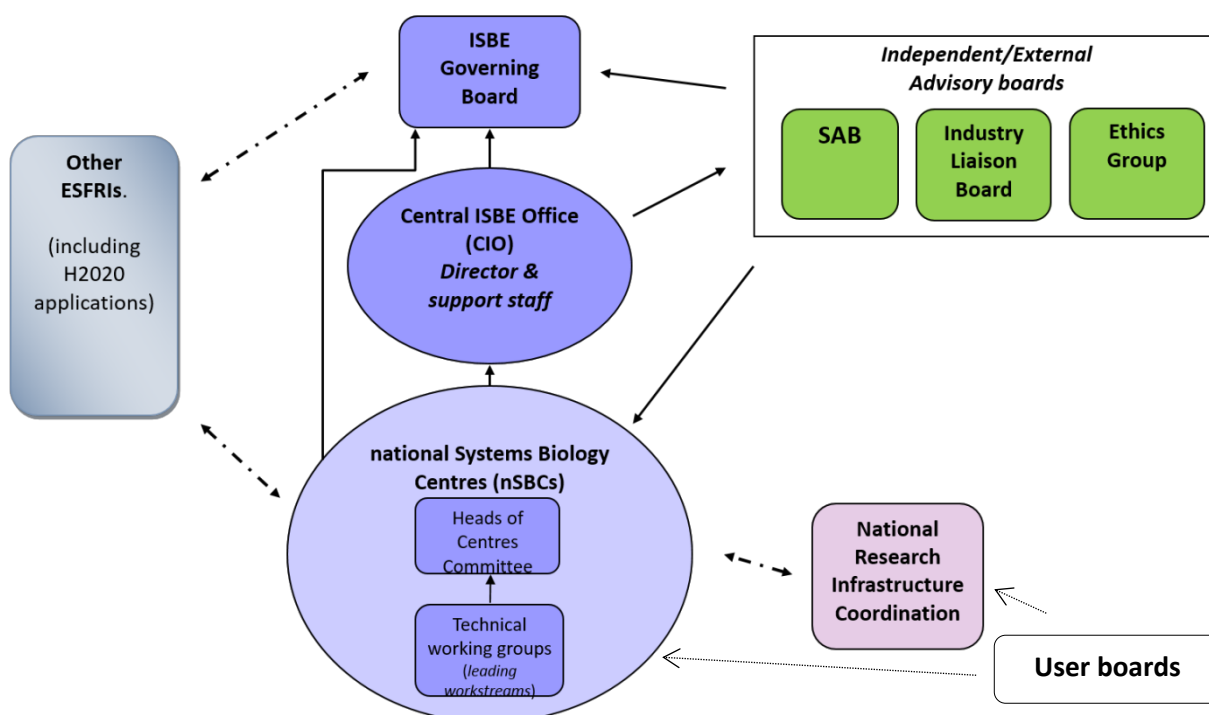 ISBE
Governing
Board
Independent/External
Advisory boards
SAB
Industry
Liaison
Board
Ethics
Group
Other
ESFRIs.
(including
H2020
applications)
Central ISBE Office
(CIO)
Director &
support staff
national Systems Biology
Centres (nSBCs)
Heads of
Centres
Committee
Technical
working groups
(leading
workstreams)
National
Research
Infrastructure
Coordination
User boards